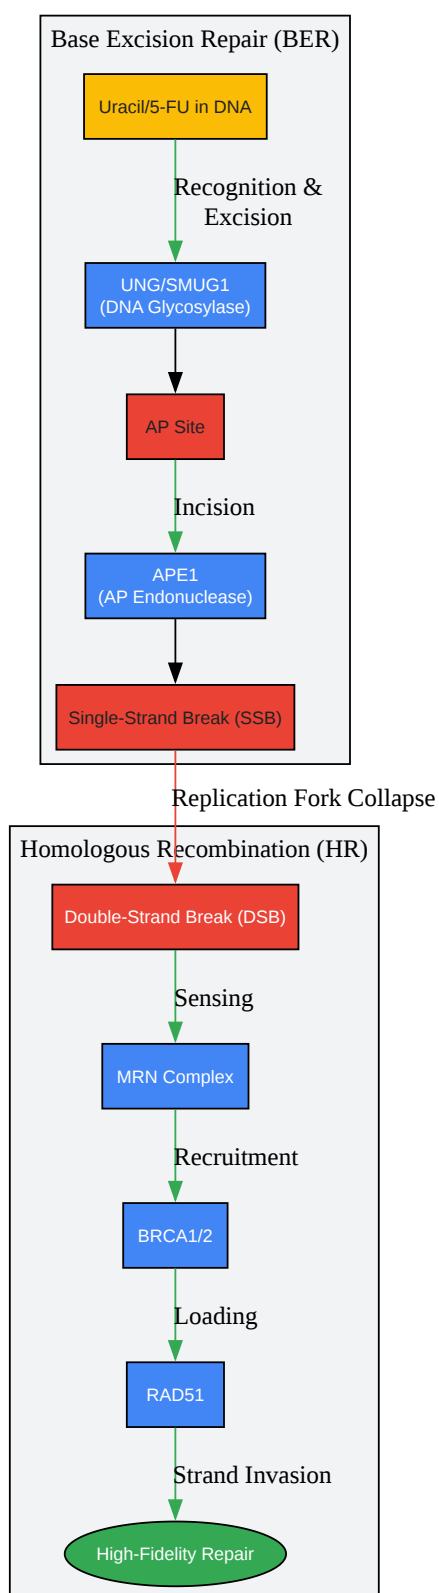 Base Excision Repair (BER)
Uracil/5-FU in DNA
Recognition &
Excision
UNG/SMUG1
(DNA Glycosylase)
AP Site
Incision
APE1
(AP Endonuclease)
Single-Strand Break (SSB)
Replication Fork Collapse
Homologous Recombination (HR)
Double-Strand Break (DSB)
Sensing
MRN Complex
Recruitment
BRCA1/2
Loading
RAD51
Strand Invasion
High-Fidelity Repair